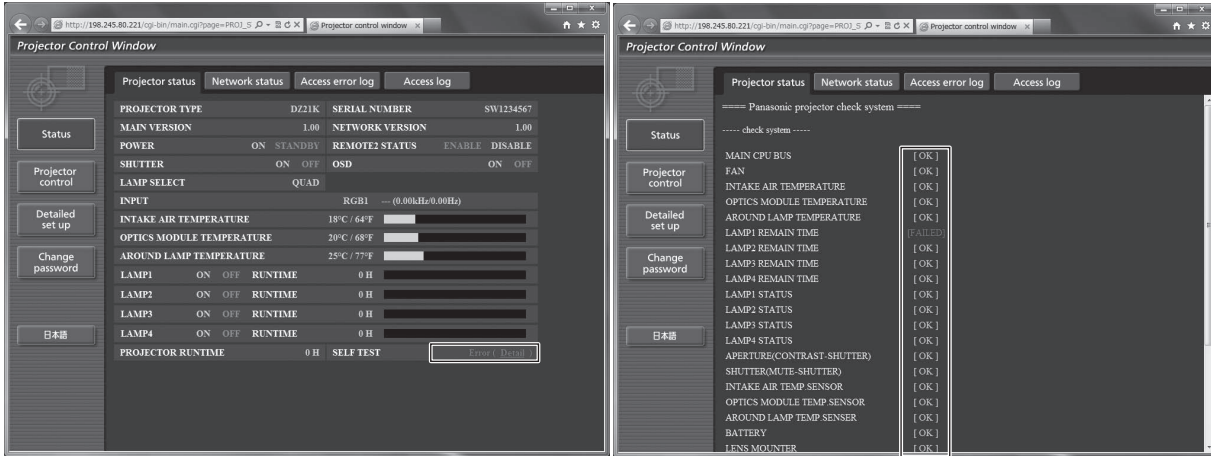 http://198.245.80.221/cgi-bin/main.cgi?page=PROJ_S
Projector control window
Projector Control Window
Projector status Network status Access error log Access log
Status
Projector control
Detailed set up
Change password
日本語
PROJECTOR TYPE DZ21K SERIAL NUMBER SW1234567
MAIN VERSION 1.00 NETWORK VERSION 1.00
POWER ON STANDBY REMOTE2 STATUS ENABLE DISABLE
SHUTTER ON OFF OSD ON OFF
LAMP SELECT QUAD
INPUT RGB1 --- (0.00kHz/0.00Hz)
INTAKE AIR TEMPERATURE 18°C / 64°F
OPTICS MODULE TEMPERATURE 20°C / 68°F
AROUND LAMP TEMPERATURE 25°C / 77°F
LAMP1 ON OFF RUNTIME 0 H
LAMP2 ON OFF RUNTIME 0 H
LAMP3 ON OFF RUNTIME 0 H
LAMP4 ON OFF RUNTIME 0 H
PROJECTOR RUNTIME 0 H SELF TEST Error ( Detail )
http://198.245.80.221/cgi-bin/main.cgi?page=PROJ_S
Projector control window
Projector Control Window
Projector status Network status Access error log Access log
Status
Projector control
Detailed set up
Change password
日本語
==== Panasonic projector check system ====
----- check system -----
MAIN CPU BUS [ OK ]
FAN [ OK ]
INTAKE AIR TEMPERATURE [ OK ]
OPTICS MODULE TEMPERATURE [ OK ]
AROUND LAMP TEMPERATURE [ OK ]
LAMP1 REMAIN TIME [FAILED]
LAMP2 REMAIN TIME [ OK ]
LAMP3 REMAIN TIME [ OK ]
LAMP4 REMAIN TIME [ OK ]
LAMP1 STATUS [ OK ]
LAMP2 STATUS [ OK ]
LAMP3 STATUS [ OK ]
LAMP4 STATUS [ OK ]
APERTURE(CONTRAST-SHUTTER) [ OK ]
SHUTTER(MUTE-SHUTTER) [ OK ]
INTAKE AIR TEMP.SENSOR [ OK ]
OPTICS MODULE TEMP.SENSOR [ OK ]
AROUND LAMP TEMP.SENSER [ OK ]
BATTERY [ OK ]
LENS MOUNTER [ OK ]